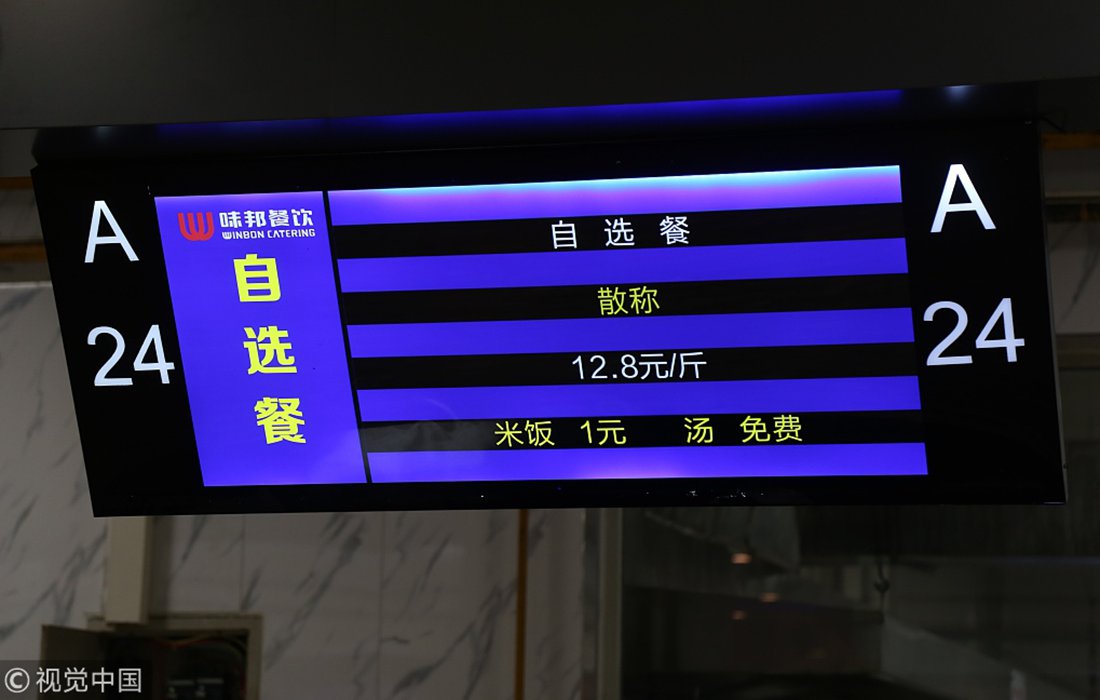 A
24
味邦餐饮
WINBON CATERING
自
选
餐
自 选 餐
散称
12.8元/斤
米饭 1元 汤 免费
A
24
©视觉中国